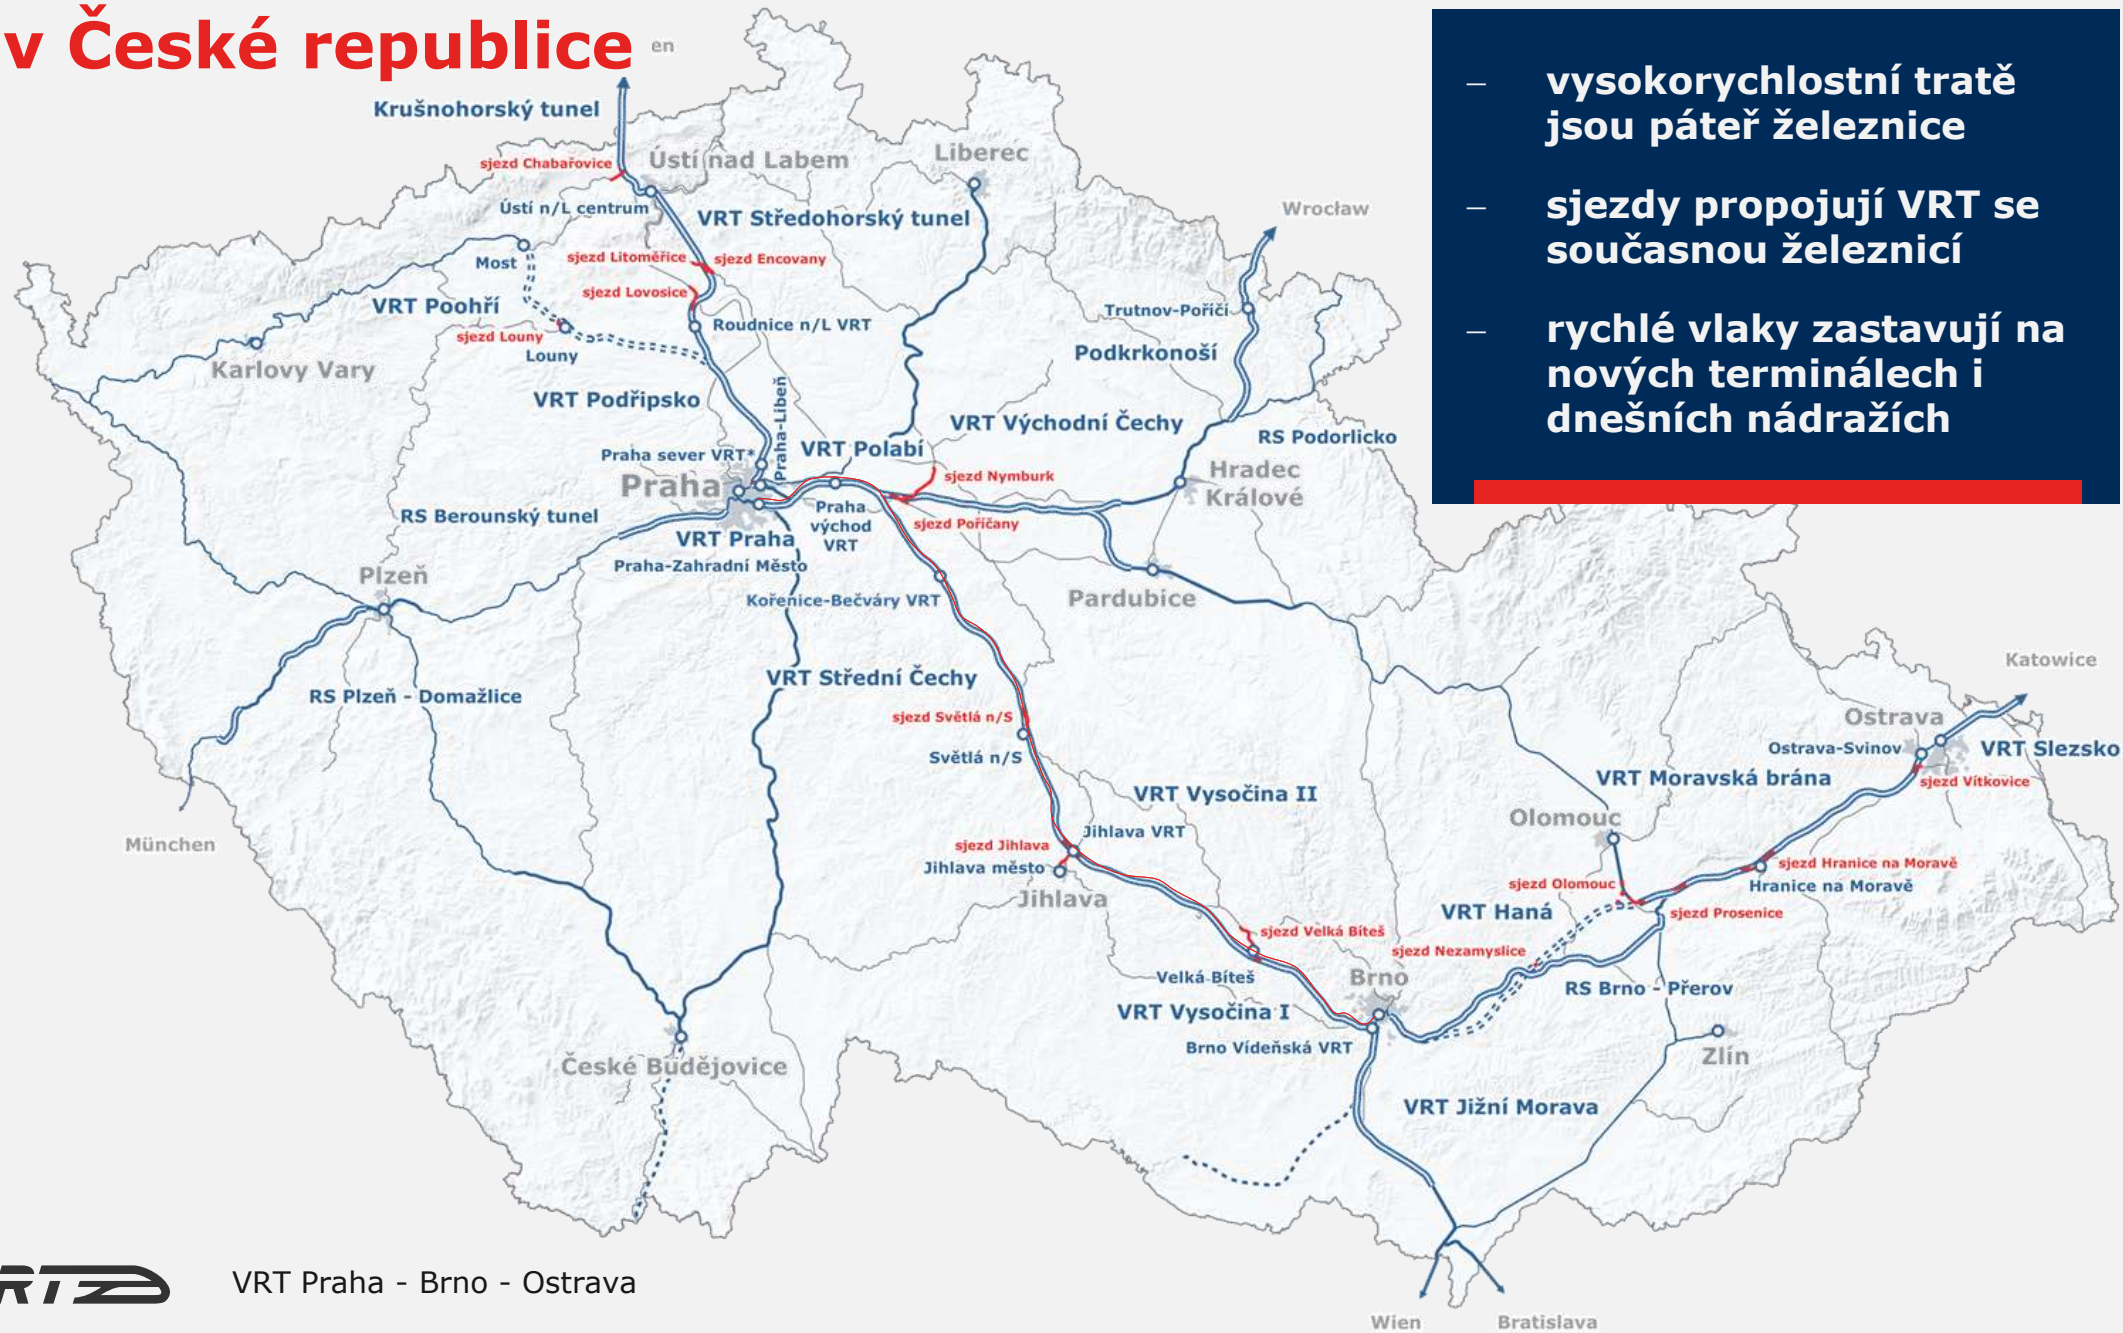 v České republice
en
Krušnohorský tunel
sjezd Chabařovice
Ústí nad Labem
Liberec
Ústí n/L centrum
VRT Středohorský tunel
Wrocław
Most
sjezd Litoměřice
sjezd Encovany
VRT Poohří
sjezd Lovosice
Trutnov-Poříčí
sjezd Louny
Roudnice n/L VRT
Louny
Podkrkonoší
Karlovy Vary
VRT Podřipsko
Praha-Libeň
VRT Východní Čechy
RS Podorlicko
Praha sever VRT*
VRT Polabí
Praha
sjezd Nymburk
Hradec
Králové
RS Berounský tunel
Praha
východ
VRT
sjezd Poříčany
VRT Praha
Praha-Zahradní Město
Plzeň
Kořenice-Bečváry VRT
Pardubice
RS Plzeň - Domažlice
VRT Střední Čechy
Katowice
sjezd Světlá n/S
Světlá n/S
Ostrava
Ostrava-Svinov
VRT Slezsko
VRT Moravská brána
sjezd Vítkovice
VRT Vysočina II
Olomouc
München
Jihlava VRT
sjezd Jihlava
Jihlava město
Jihlava
sjezd Hranice na Moravě
Hranice na Moravě
sjezd Olomouc
VRT Haná
sjezd Prosenice
sjezd Velká Bíteš
sjezd Nezamyslice
Velká Bíteš
Brno
RS Brno - Přerov
VRT Vysočina I
Brno Vídeňská VRT
Zlín
České Budějovice
VRT Jižní Morava
Wien
Bratislava
– vysokorychlostní tratě
jsou páteř železnice
– sjezdy propojují VRT se
současnou železnicí
– rychlé vlaky zastavují na
nových terminálech i
dnešních nádražích
RT
VRT Praha - Brno - Ostrava